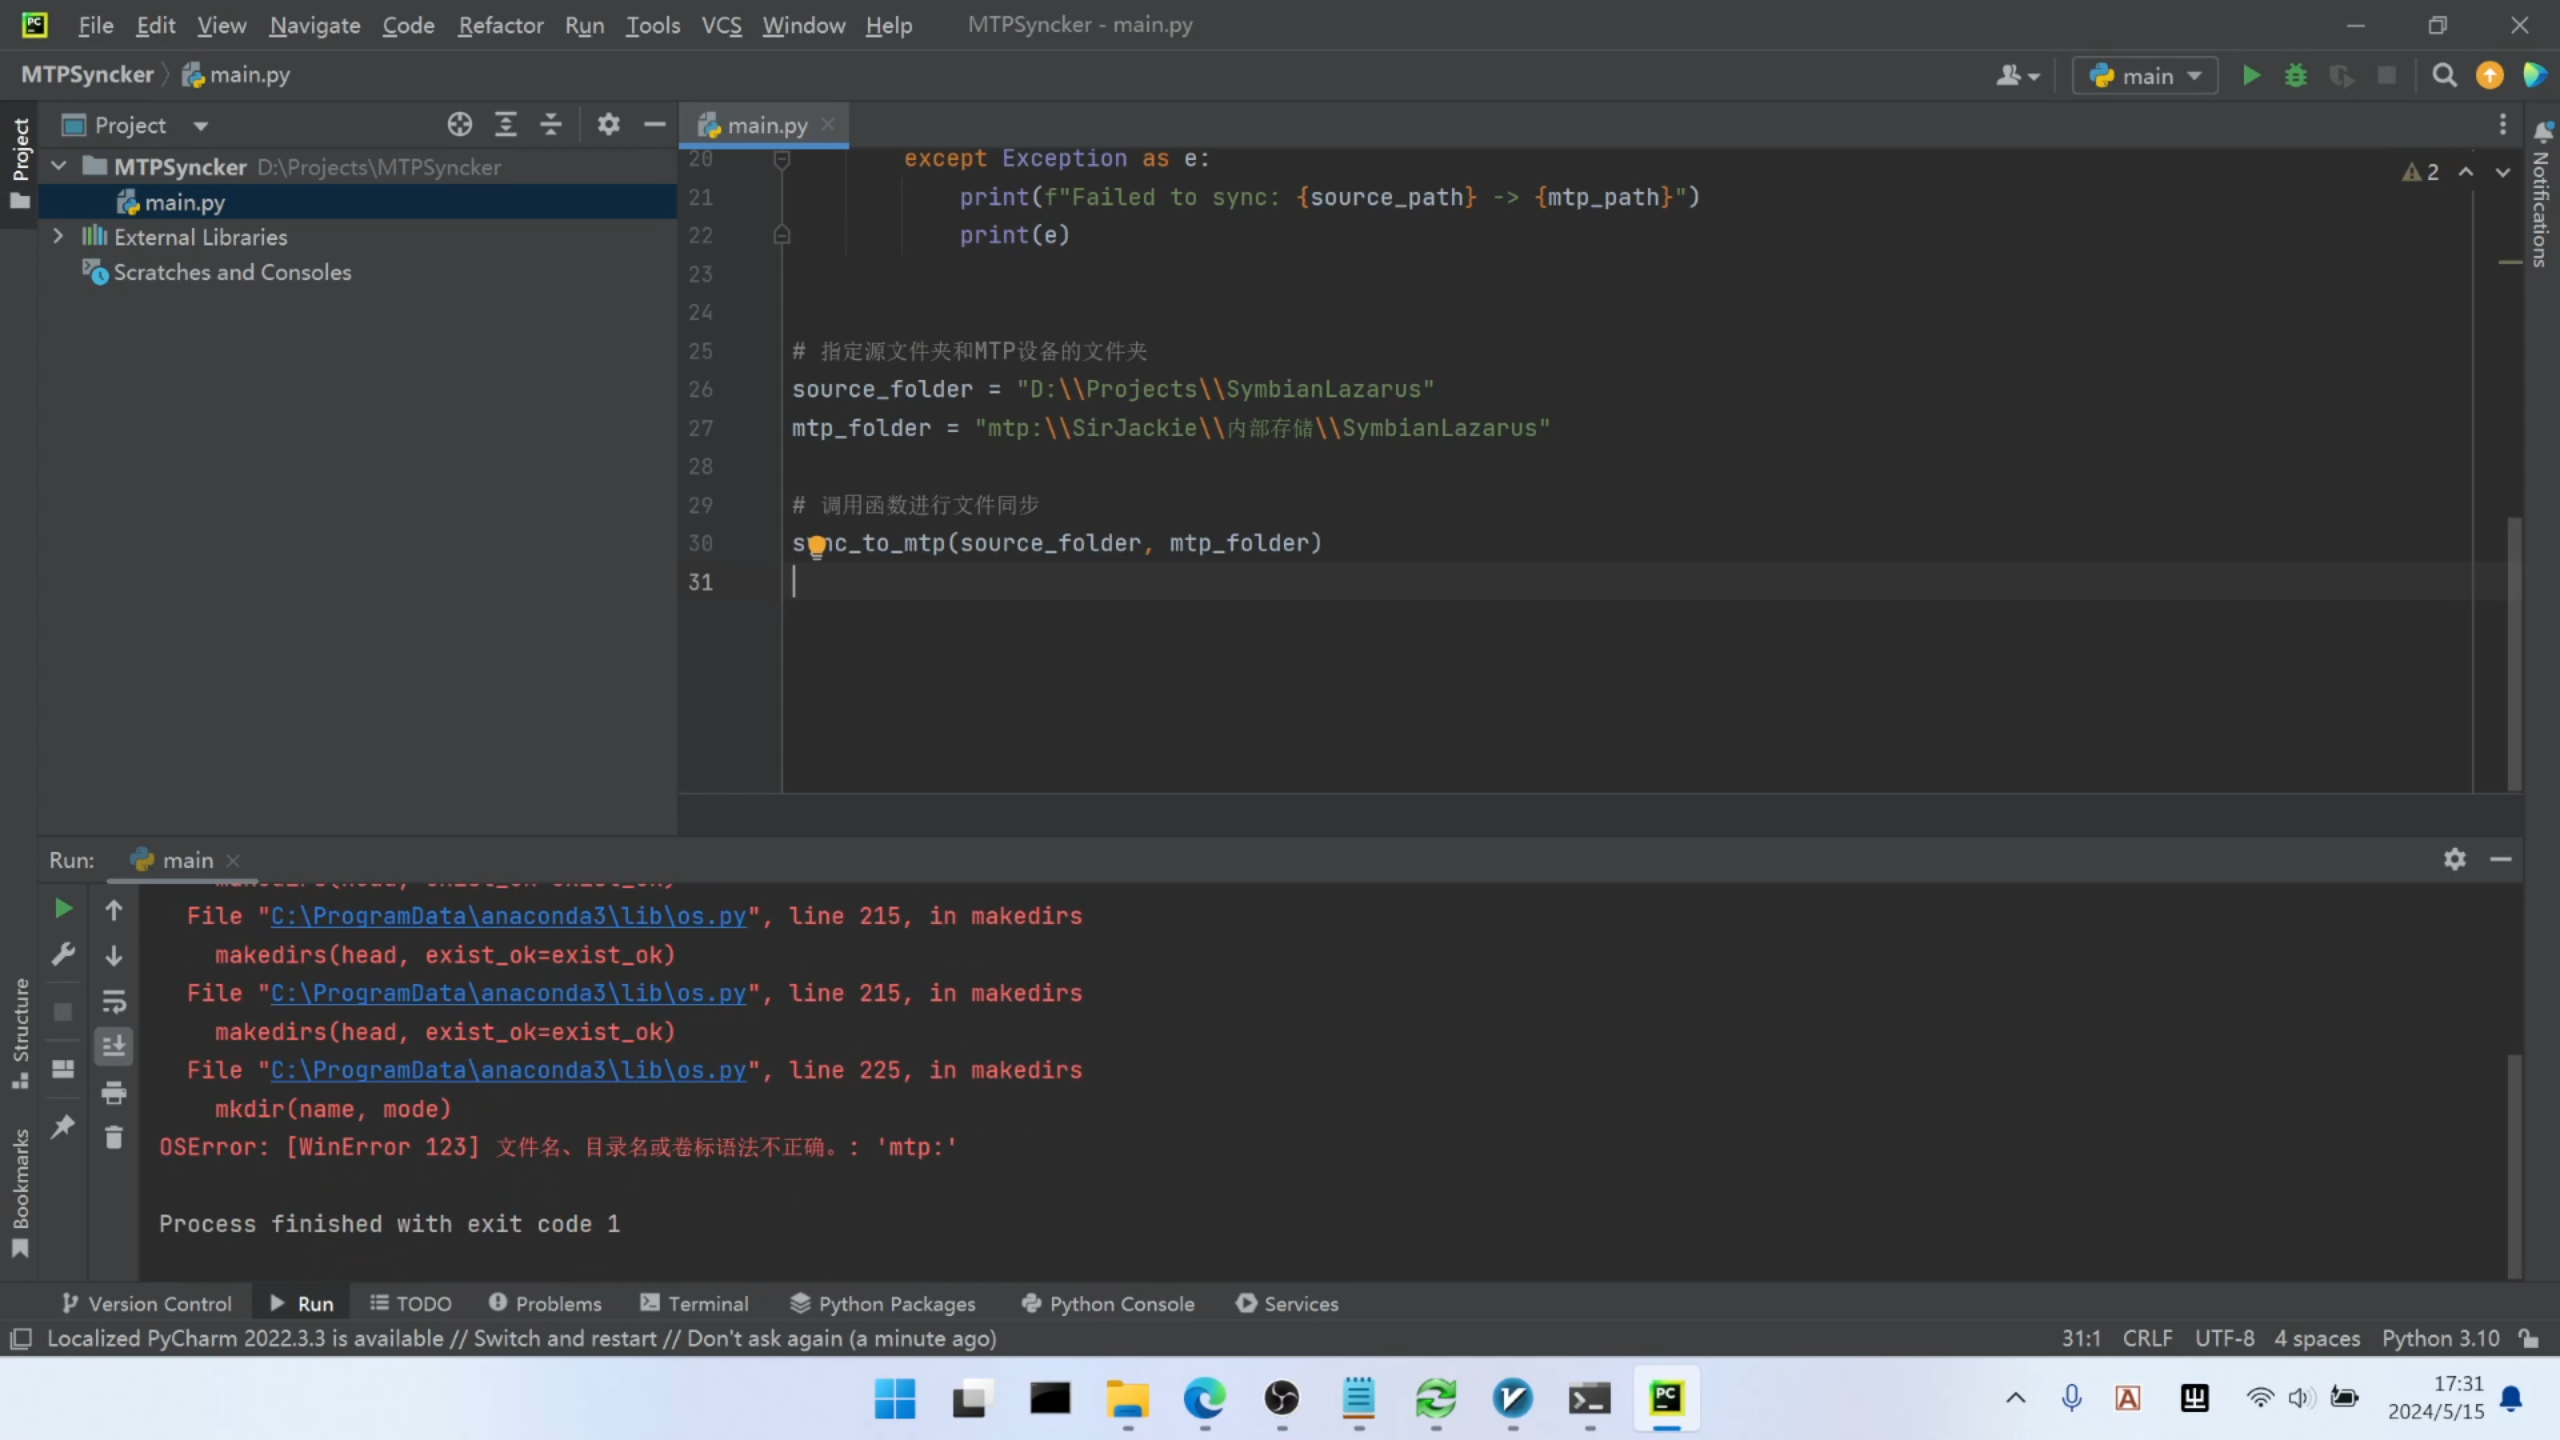 File Edit View Navigate Code Refactor Run Tools VCS Window Help MTPSyncker - main.py
MTPSyncker main.py main
Project main.py
MTPSyncker D:\Projects\MTPSyncker
main.py
External Libraries
Scratches and Consoles
Project
Structure
Bookmarks
Notifications
2
20 except Exception as e:
21 print(f"Failed to sync: {source_path} -> {mtp_path}")
22 print(e)
23
24
25 # 指定源文件夹和MTP设备的文件夹
26 source_folder = "D:\\Projects\\SymbianLazarus"
27 mtp_folder = "mtp:\\SirJackie\\内部存储\\SymbianLazarus"
28
29 # 调用函数进行文件同步
30 sync_to_mtp(source_folder, mtp_folder)
31
Run: main
File "C:\ProgramData\anaconda3\lib\os.py", line 215, in makedirs
makedirs(head, exist_ok=exist_ok)
File "C:\ProgramData\anaconda3\lib\os.py", line 215, in makedirs
makedirs(head, exist_ok=exist_ok)
File "C:\ProgramData\anaconda3\lib\os.py", line 225, in makedirs
mkdir(name, mode)
OSError: [WinError 123] 文件名、目录名或卷标语法不正确。: 'mtp:'
Process finished with exit code 1
Version Control Run TODO Problems Terminal Python Packages Python Console Services
Localized PyCharm 2022.3.3 is available // Switch and restart // Don't ask again (a minute ago) 31:1 CRLF UTF-8 4 spaces Python 3.10
17:31
2024/5/15